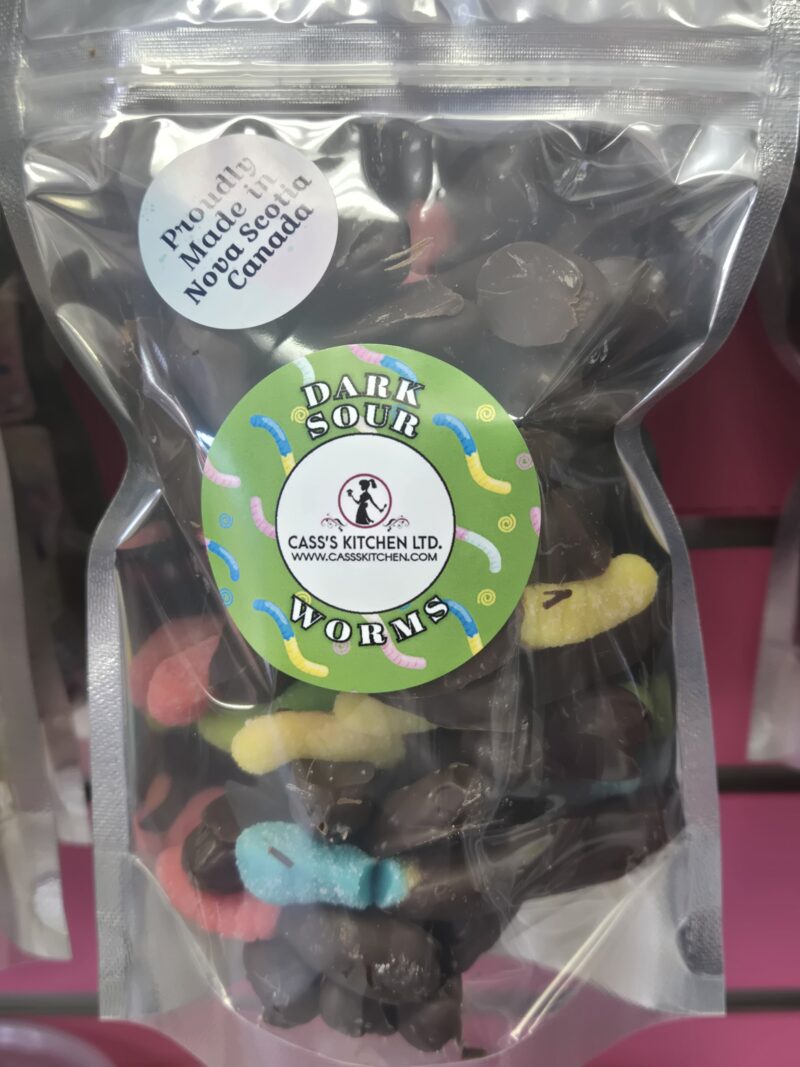 Proudly
Made in
Nova Scotia
Canada
DARK
SOUR
CASS'S KITCHEN LTD.
WWW.CASSSKITCHEN.COM
WORMS